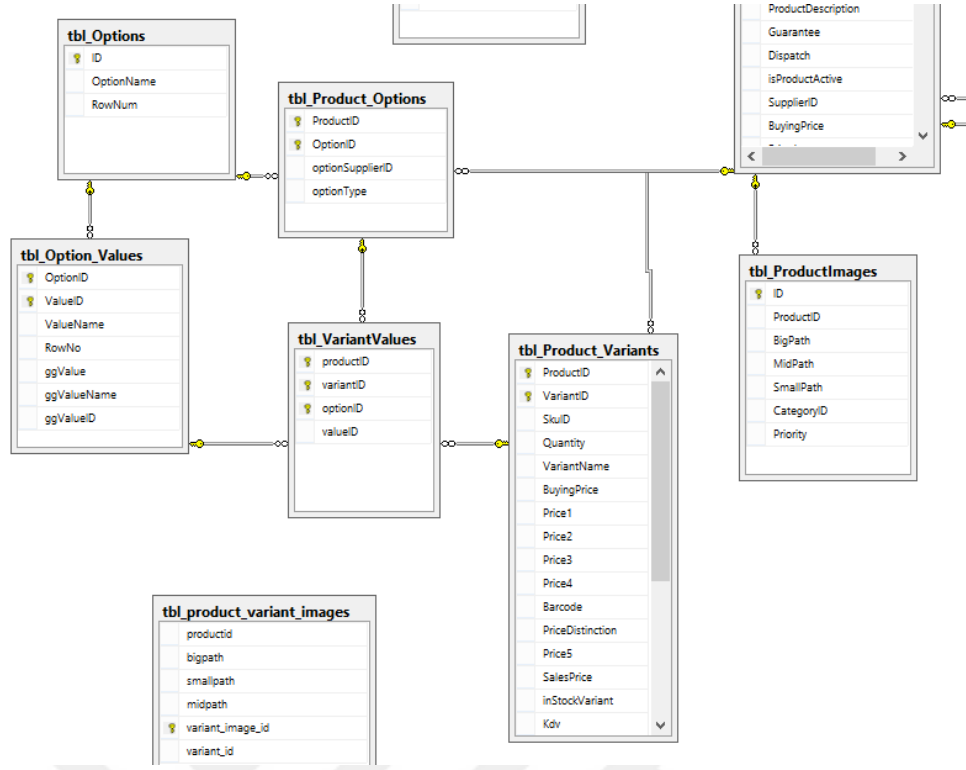 tbl_Options
ID
OptionName
RowNum
tbl_Product_Options
ProductID
OptionID
optionSupplierID
optionType
ProductDescription
Guarantee
Dispatch
isProductActive
SupplierID
BuyingPrice
tbl_Option_Values
OptionID
ValueID
ValueName
RowNo
ggValue
ggValueName
ggValueID
tbl_VariantValues
productID
variantID
optionID
valueID
tbl_Product_Variants
ProductID
VariantID
SkuID
Quantity
VariantName
BuyingPrice
Price1
Price2
Price3
Price4
Barcode
PriceDistinction
Price5
SalesPrice
inStockVariant
Kdv
tbl_ProductImages
ID
ProductID
BigPath
MidPath
SmallPath
CategoryID
Priority
tbl_product_variant_images
productid
bigpath
smallpath
midpath
variant_image_id
variant_id